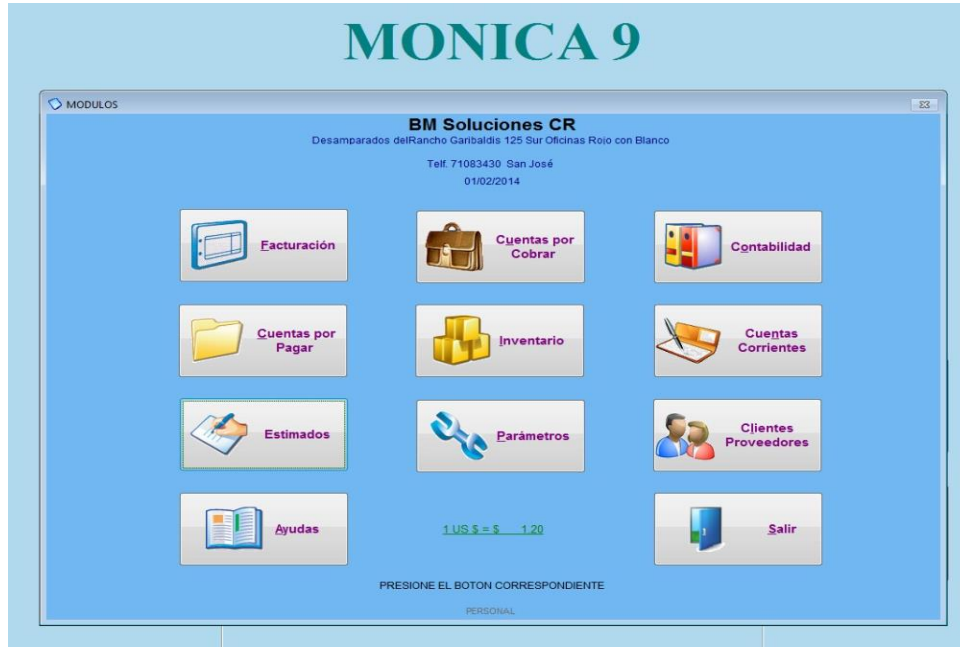 MONICA 9
MODULOS
BM Soluciones CR
Desamparados delRancho Garibaldis 125 Sur Oficinas Rojo con Blanco
Telf. 71083430 San José
01/02/2014
Facturación
Cuentas por
Cobrar
Contabilidad
Cuentas por
Pagar
Inventario
Cuentas
Corrientes
Estimados
Parámetros
Clientes
Proveedores
Ayudas
1 US $ = $ 1.20
Salir
PRESIONE EL BOTON CORRESPONDIENTE
PERSONAL